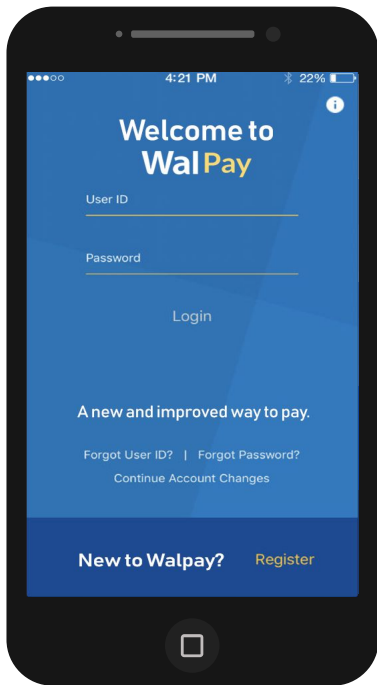 4:21 PM 22%
i
Welcome to
WalPay
User ID
Password
Login
A new and improved way to pay.
Forgot User ID? | Forgot Password?
Continue Account Changes
New to Walpay? Register